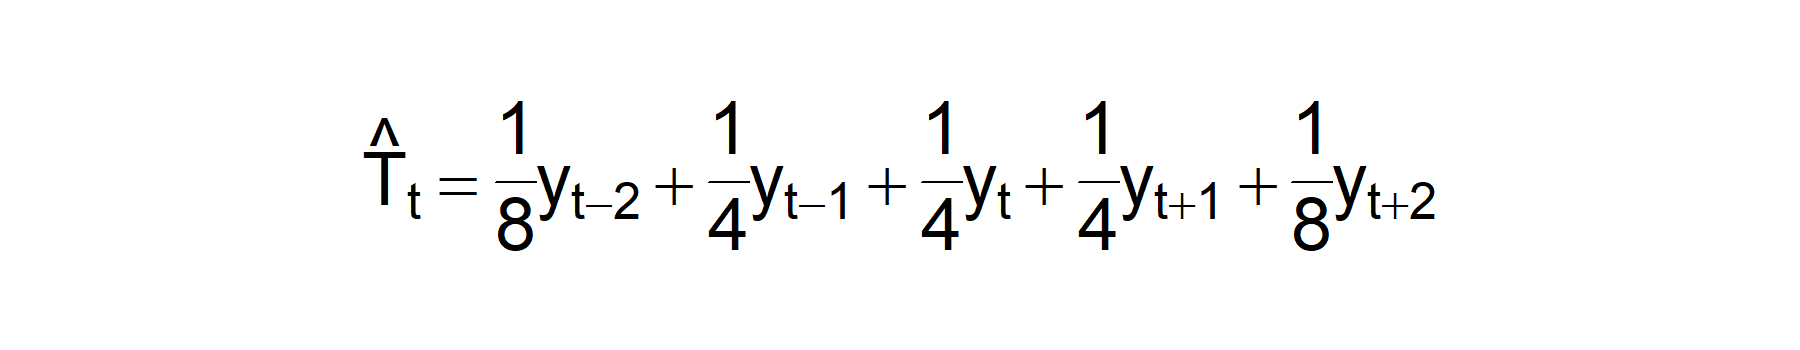 T̂ₜ = 1/8 yₜ₋₂ + 1/4 yₜ₋₁ + 1/4 yₜ + 1/4 yₜ₊₁ + 1/8 yₜ₊₂